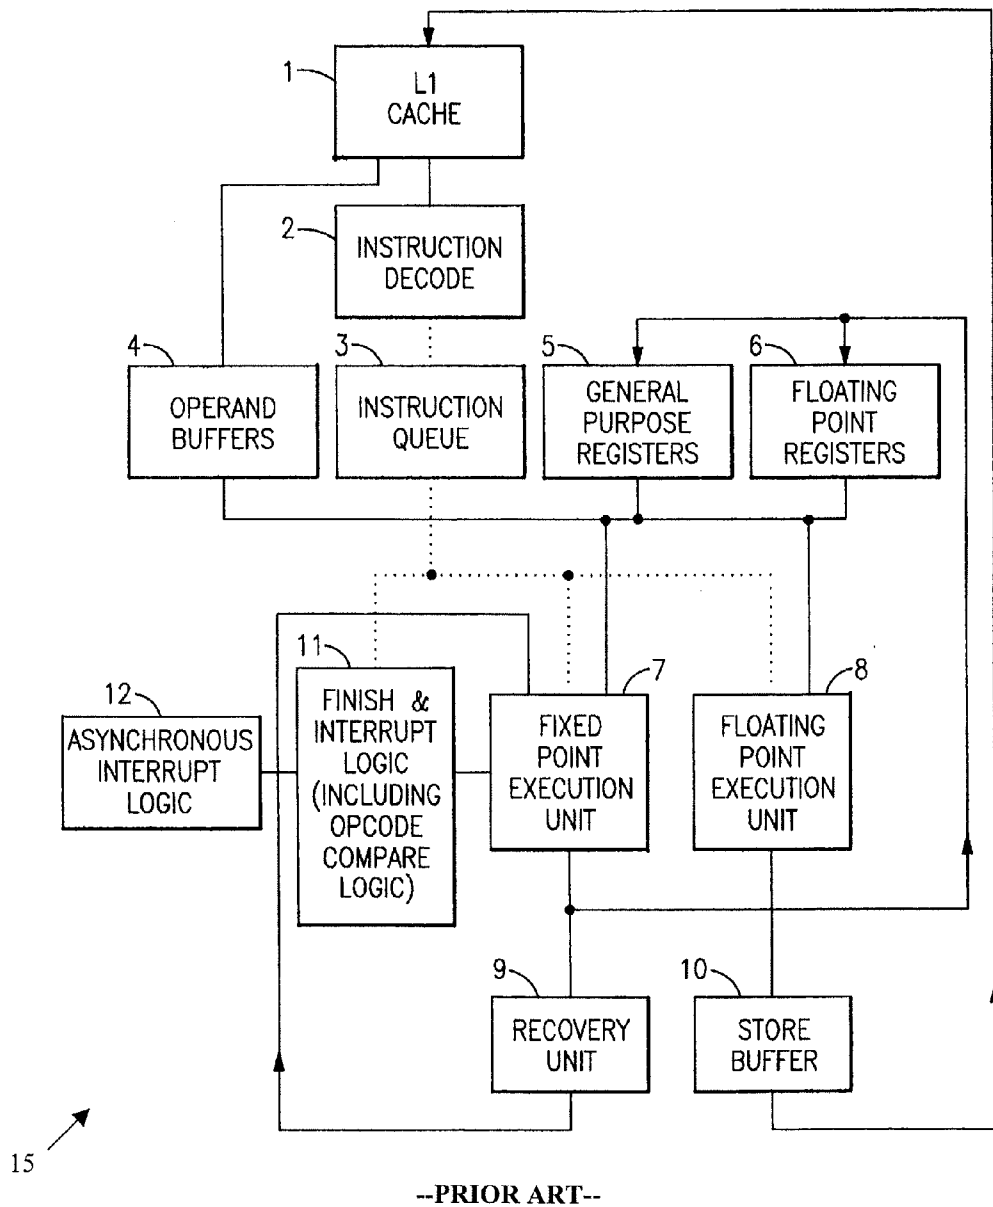 1
L1
CACHE
2
INSTRUCTION
DECODE
4
OPERAND
BUFFERS
3
INSTRUCTION
QUEUE
5
GENERAL
PURPOSE
REGISTERS
6
FLOATING
POINT
REGISTERS
12
ASYNCHRONOUS
INTERRUPT
LOGIC
11
FINISH &
INTERRUPT
LOGIC
(INCLUDING
OPCODE
COMPARE
LOGIC)
7
FIXED
POINT
EXECUTION
UNIT
8
FLOATING
POINT
EXECUTION
UNIT
9
RECOVERY
UNIT
10
STORE
BUFFER
15
--PRIOR ART--